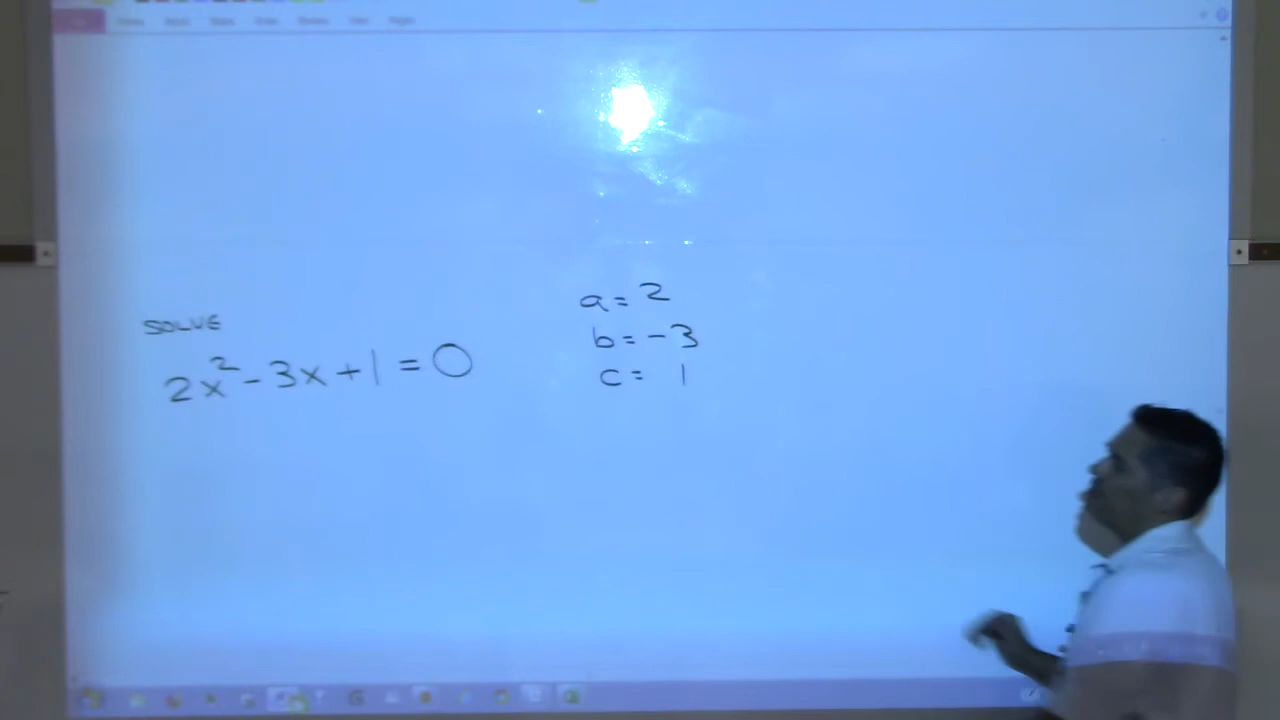 SOLVE
2x² - 3x + 1 = 0
a = 2
b = -3
c = 1